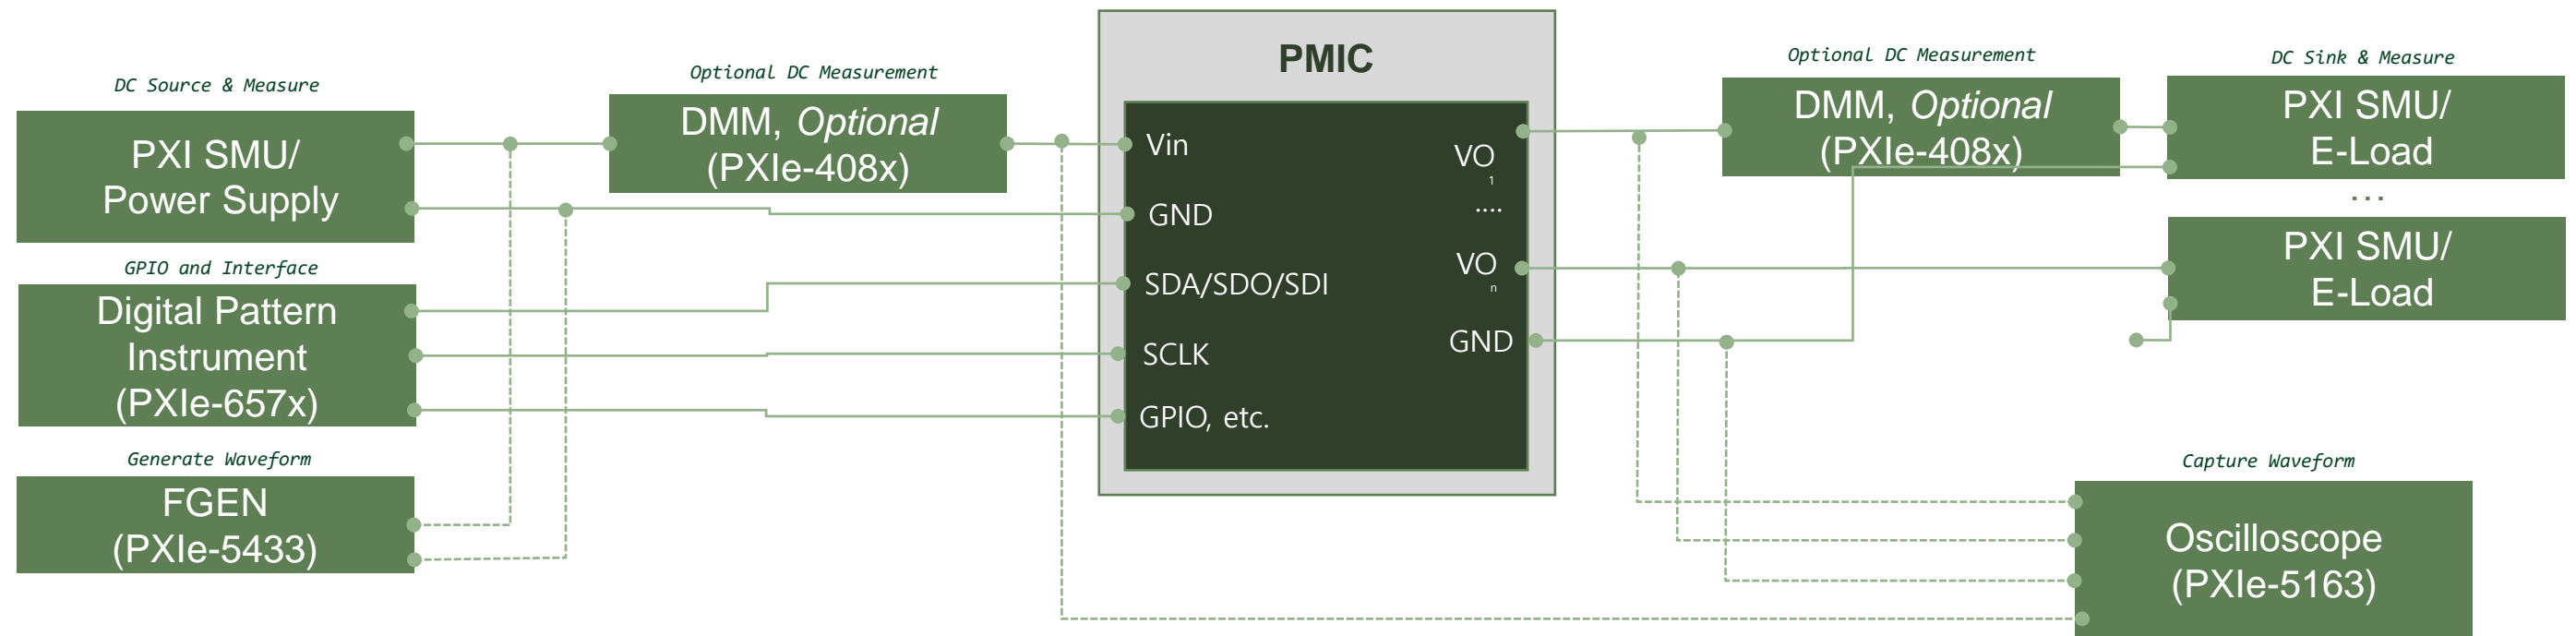 DC Source & Measure
PXI SMU/
Power Supply
GPIO and Interface
Digital Pattern
Instrument
(PXIe-657x)
Generate Waveform
FGEN
(PXIe-5433)
Optional DC Measurement
DMM, Optional
(PXIe-408x)
PMIC
Vin
GND
SDA/SDO/SDI
SCLK
GPIO, etc.
VO
1
....
VO
n
GND
Optional DC Measurement
DMM, Optional
(PXIe-408x)
DC Sink & Measure
PXI SMU/
E-Load
...
PXI SMU/
E-Load
Capture Waveform
Oscilloscope
(PXIe-5163)